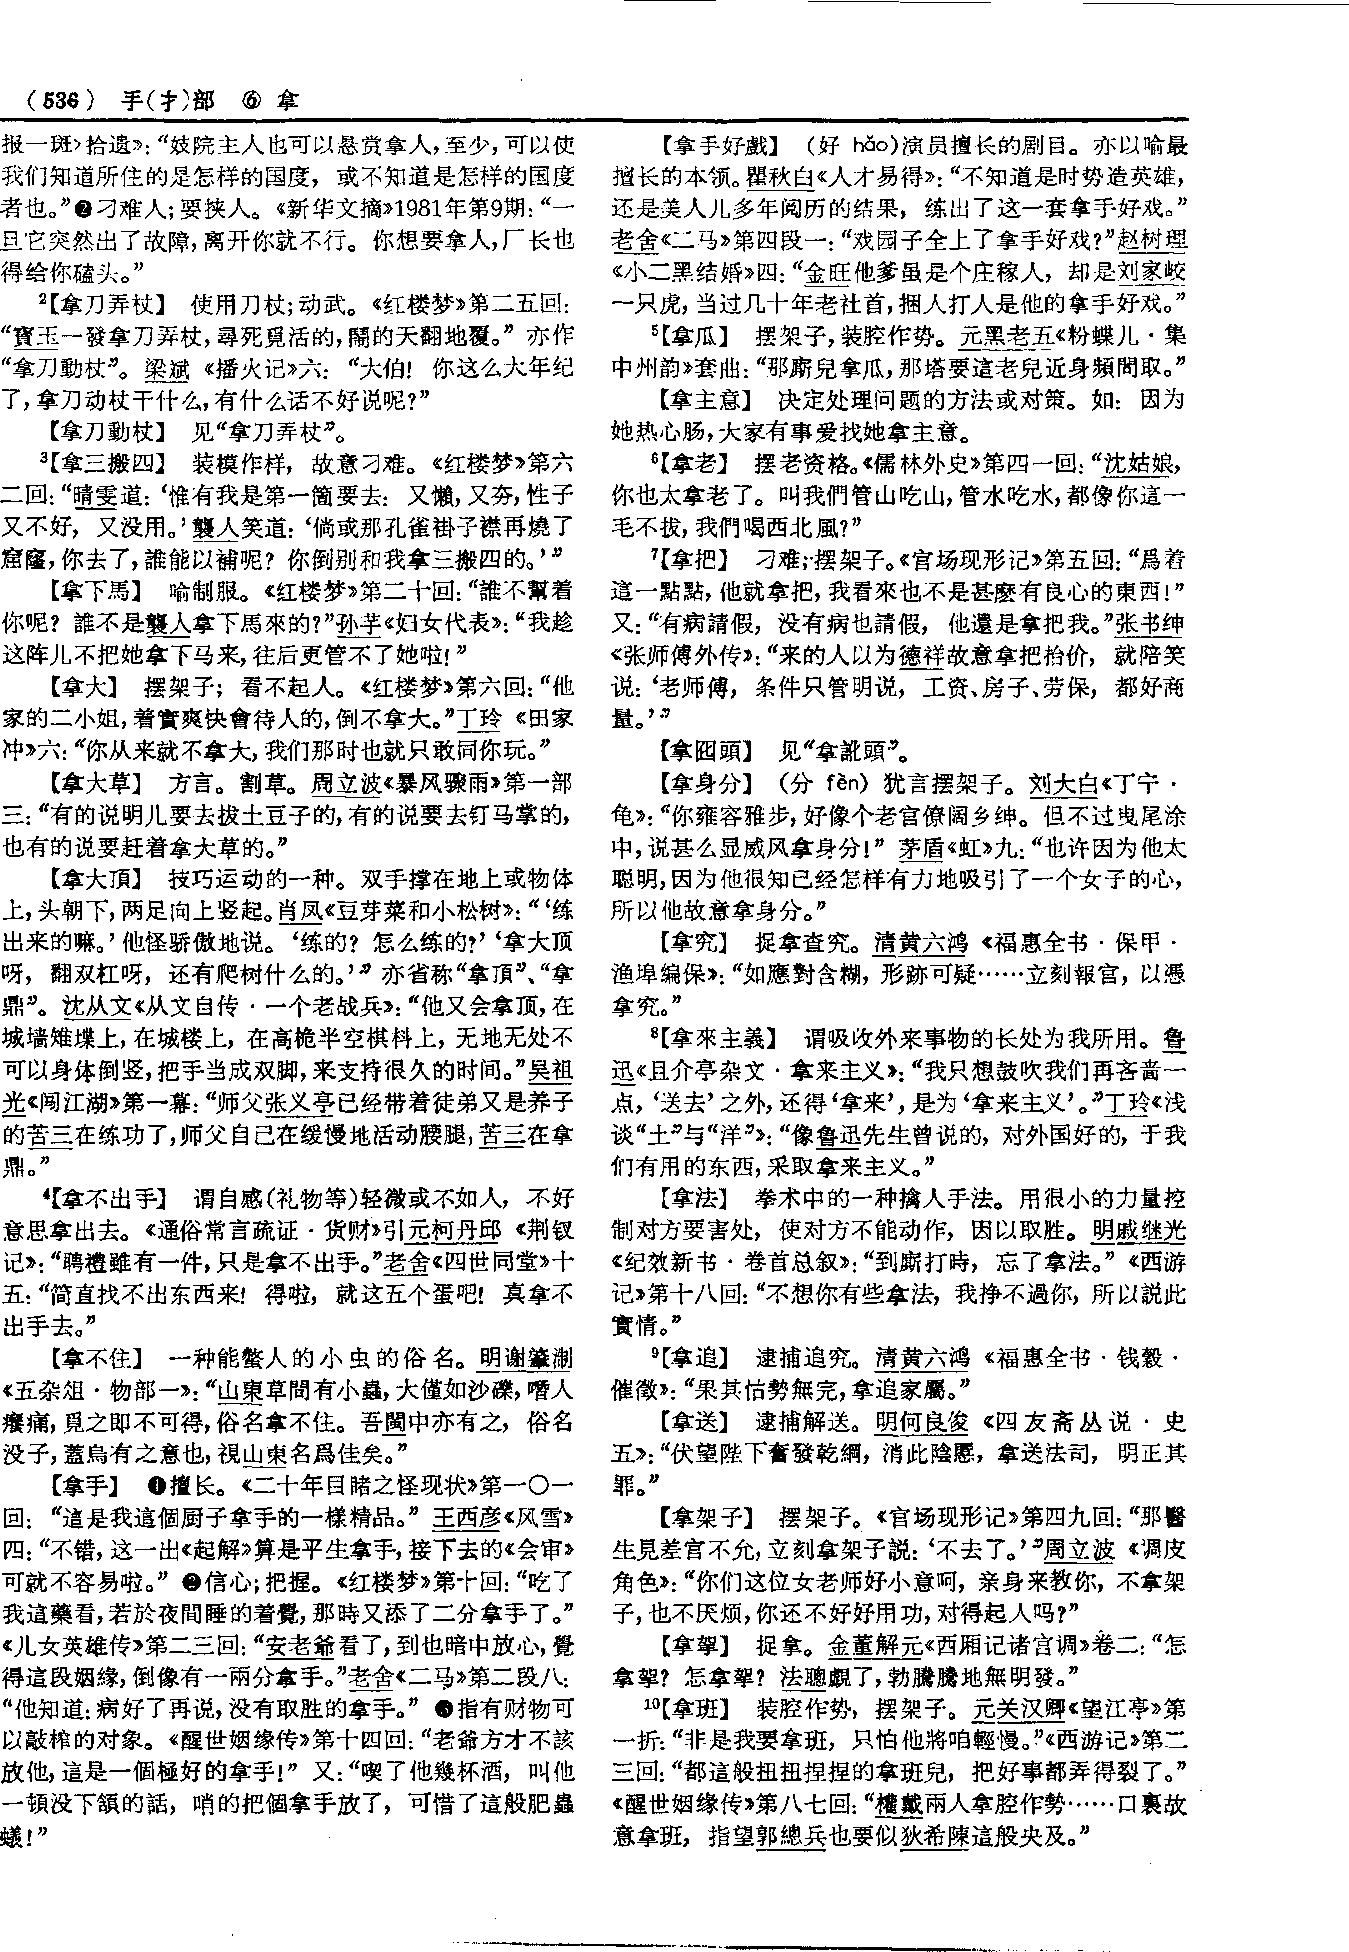 (536) 手(扌)部 ⑥ 拿
报一斑›拾遗》:“妓院主人也可以悬赏拿人,至少,可以使
我们知道所住的是怎样的国度, 或不知道是怎样的国度
者也。”❷刁难人;要挟人。《新华文摘》1981年第9期:“一
旦它突然出了故障,离开你就不行。你想要拿人,厂长也
得给你磕头。”
²【拿刀弄杖】 使用刀杖;动武。《红楼梦》第二五回:
“寶玉一發拿刀弄杖,尋死覓活的,鬧的天翻地覆。”亦作
“拿刀動杖”。梁斌《播火记》六:“大伯! 你这么大年纪
了,拿刀动杖干什么,有什么话不好说呢?”
【拿刀動杖】 见“拿刀弄杖”。
³【拿三搬四】 装模作样, 故意刁难。《红楼梦》第六
二回:“晴雯道:‘惟有我是第一箇要去: 又懶,又夯,性子
又不好, 又没用。’襲人笑道:‘倘或那孔雀褂子襟再燒了
窟窿,你去了,誰能以補呢? 你倒别和我拿三搬四的。’”
【拿下馬】 喻制服。《红楼梦》第二十回:“誰不幫着
你呢? 誰不是襲人拿下馬來的?”孙芋《妇女代表》:“我趁
这阵儿不把她拿下马来,往后更管不了她啦!”
【拿大】 摆架子; 看不起人。《红楼梦》第六回:“他
家的二小姐,着實爽快會待人的,倒不拿大。”丁玲《田家
冲》六:“你从来就不拿大,我们那时也就只敢同你玩。”
【拿大草】 方言。割草。周立波《暴风骤雨》第一部
三:“有的说明儿要去拔土豆子的,有的说要去钉马掌的,
也有的说要赶着拿大草的。”
【拿大頂】 技巧运动的一种。双手撑在地上或物体
上,头朝下,两足向上竖起。肖凤《豆芽菜和小松树》:“‘练
出来的嘛。’他怪骄傲地说。‘练的? 怎么练的?’‘拿大顶
呀, 翻双杠呀, 还有爬树什么的。’”亦省称“拿頂”、“拿
鼎”。沈从文《从文自传·一个老战兵》:“他又会拿顶,在
城墙雉堞上,在城楼上, 在高桅半空棋枓上, 无地无处不
可以身体倒竖,把手当成双脚,来支持很久的时间。”吴祖
光《闯江湖》第一幕:“师父张义亭已经带着徒弟又是养子
的苦三在练功了,师父自己在缓慢地活动腰腿;苦三在拿
鼎。”
⁴【拿不出手】 谓自感(礼物等)轻微或不如人, 不好
意思拿出去。《通俗常言疏证·货财》引元柯丹邱《荆钗
记》:“聘禮雖有一件,只是拿不出手。”老舍《四世同堂》十
五:“简直找不出东西来! 得啦, 就这五个蛋吧! 真拿不
出手去。”
【拿不住】 一种能螫人的小虫的俗名。明谢肇淛
《五杂俎·物部一》:“山東草間有小蟲,大僅如沙礫,噆人
癢痛,覓之即不可得,俗名拿不住。吾閩中亦有之, 俗名
没子,蓋烏有之意也,視山東名爲佳矣。”
【拿手】 ❶擅长。《二十年目睹之怪现状》第一〇一
回: “這是我這個厨子拿手的一樣精品。” 王西彦《风雪》
四:“不错,这一出《起解》算是平生拿手,接下去的《会审》
可就不容易啦。” ❷信心;把握。《红楼梦》第十回:“吃了
我這藥看,若於夜間睡的着覺,那時又添了二分拿手了。”
《儿女英雄传》第二三回:“安老爺看了,到也暗中放心,覺
得這段姻緣,倒像有一兩分拿手。”老舍《二马》第二段八:
“他知道:病好了再说,没有取胜的拿手。” ❸指有财物可
以敲榨的对象。《醒世姻缘传》第十四回:“老爺方才不該
放他,這是一個極好的拿手!” 又:“喫了他幾杯酒, 叫他
一頓没下頷的話, 哨的把個拿手放了, 可惜了這般肥蟲
蟻!”
【拿手好戲】 (好 hǎo)演员擅长的剧目。亦以喻最
擅长的本领。瞿秋白《人才易得》:“不知道是时势造英雄,
还是美人儿多年阅历的结果, 练出了这一套拿手好戏。”
老舍《二马》第四段一:“戏园子全上了拿手好戏?”赵树理
《小二黑结婚》四:“金旺他爹虽是个庄稼人, 却是刘家峧
一只虎,当过几十年老社首,捆人打人是他的拿手好戏。”
⁵【拿瓜】 摆架子,装腔作势。元黑老五《粉蝶儿·集
中州韵》套曲:“那廝兒拿瓜,那塔要這老兒近身頻問取。”
【拿主意】 决定处理问题的方法或对策。如: 因为
她热心肠,大家有事爱找她拿主意。
⁶【拿老】 摆老资格。《儒林外史》第四一回:“沈姑娘,
你也太拿老了。叫我們管山吃山,管水吃水,都像你這一
毛不拔,我們喝西北風?”
⁷【拿把】 刁难;摆架子。《官场现形记》第五回:“爲着
這一點點,他就拿把,我看來也不是甚麽有良心的東西!”
又:“有病請假, 没有病也請假, 他還是拿把我。”张书绅
《张师傅外传》:“来的人以为德祥故意拿把抬价, 就陪笑
说:‘老师傅, 条件只管明说, 工资、房子、劳保, 都好商
量。’”
【拿囮頭】 见“拿訛頭”。
【拿身分】 (分 fèn) 犹言摆架子。刘大白《丁宁·
龟》:“你雍容雅步,好像个老官僚阔乡绅。但不过曳尾涂
中,说甚么显威风拿身分!” 茅盾《虹》九:“也许因为他太
聪明,因为他很知已经怎样有力地吸引了一个女子的心,
所以他故意拿身分。”
【拿究】 捉拿查究。清黄六鸿《福惠全书·保甲·
渔埠编保》:“如應對含糊,形跡可疑……立刻報官,以憑
拿究。”
⁸【拿來主義】 谓吸收外来事物的长处为我所用。鲁
迅《且介亭杂文·拿来主义》:“我只想鼓吹我们再吝啬一
点,‘送去’之外,还得‘拿来’,是为‘拿来主义’。”丁玲《浅
谈“土”与“洋”》:“像鲁迅先生曾说的, 对外国好的, 于我
们有用的东西,采取拿来主义。”
【拿法】 拳术中的一种擒人手法。用很小的力量控
制对方要害处, 使对方不能动作, 因以取胜。明戚继光
《纪效新书·卷首总叙》:“到廝打時, 忘了拿法。”《西游
记》第十八回:“不想你有些拿法, 我挣不過你, 所以説此
實情。”
⁹【拿追】 逮捕追究。清黄六鸿《福惠全书·钱穀·
催徵》:“果其怙勢無完,拿追家屬。”
【拿送】 逮捕解送。明何良俊《四友斋丛说·史
五》:“伏望陛下奮發乾綱, 消此陰慝, 拿送法司, 明正其
罪。”
【拿架子】 摆架子。《官场现形记》第四九回:“那醫
生見差官不允,立刻拿架子説:‘不去了。’”周立波《调皮
角色》:“你们这位女老师好小意呵, 亲身来教你, 不拿架
子,也不厌烦,你还不好好用功,对得起人吗?”
【拿挐】 捉拿。金董解元《西厢记诸宫调》卷二:“怎
拿挐? 怎拿挐? 法聰覷了,勃騰騰地無明發。”
¹⁰【拿班】 装腔作势, 摆架子。元关汉卿《望江亭》第
一折:“非是我要拿班, 只怕他將咱輕慢。”《西游记》第二
三回:“都這般扭扭捏捏的拿班兒, 把好事都弄得裂了。”
《醒世姻缘传》第八七回:“權戴兩人拿腔作勢……口裏故
意拿班, 指望郭總兵也要似狄希陳這般央及。”